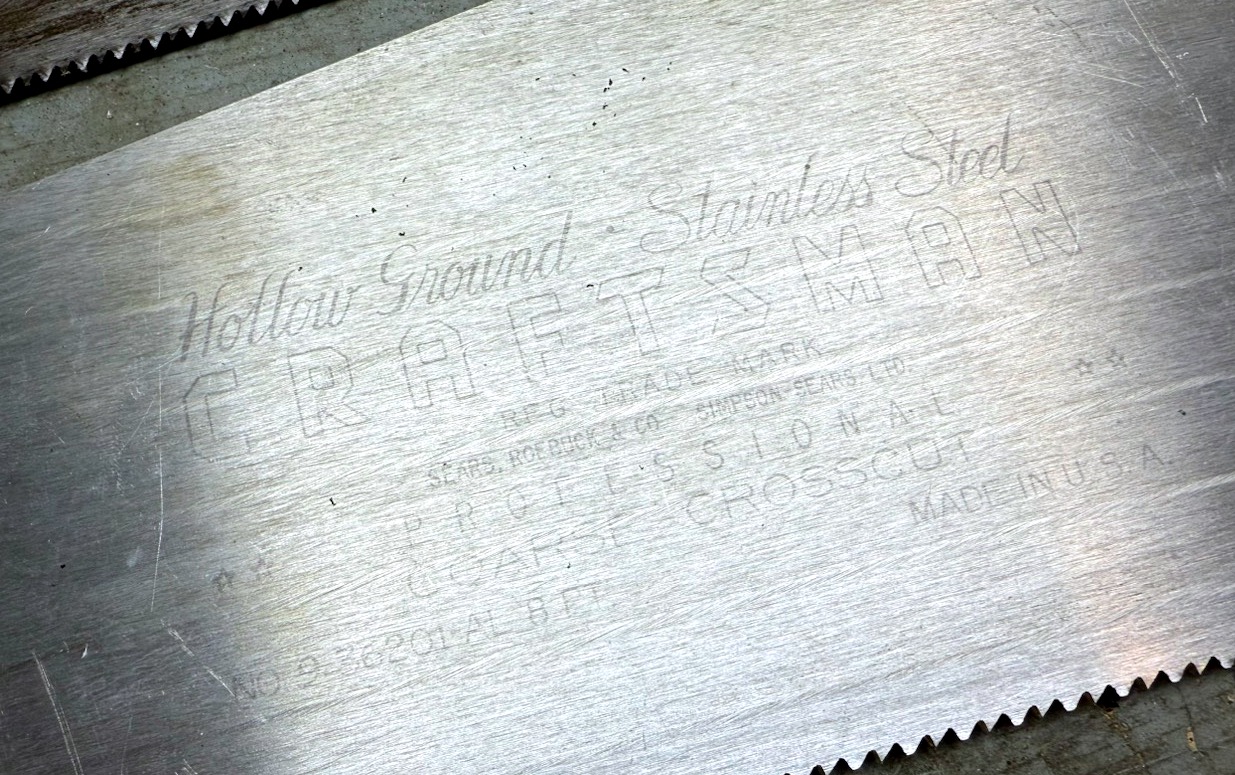 Hollow Ground - Stainless Steel
CRAFTSMAN
REG. TRADE MARK
SEARS, ROEBUCK & CO SIMPSON-SEARS LTD.
PROFESSIONAL
COARSE CROSSCUT
MADE IN U.S.A.
NO. 9 36201-AL 8 PT.